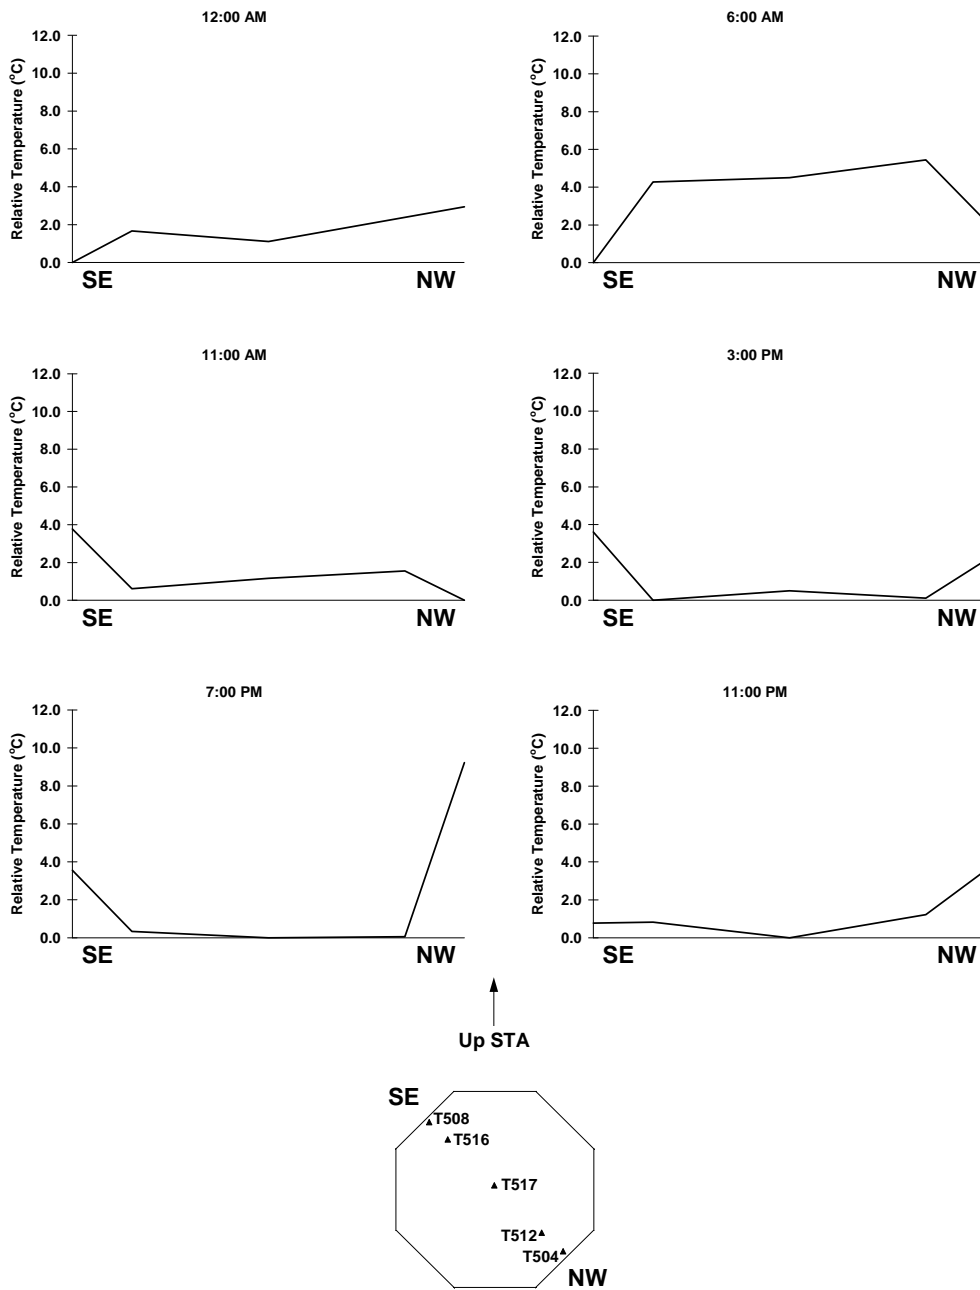 12:00 AM
Relative Temperature (°C)
12.0
10.0
8.0
6.0
4.0
2.0
0.0
SE NW
6:00 AM
Relative Temperature (°C)
12.0
10.0
8.0
6.0
4.0
2.0
0.0
SE NW
11:00 AM
Relative Temperature (°C)
12.0
10.0
8.0
6.0
4.0
2.0
0.0
SE NW
3:00 PM
Relative Temperature (°C)
12.0
10.0
8.0
6.0
4.0
2.0
0.0
SE NW
7:00 PM
Relative Temperature (°C)
12.0
10.0
8.0
6.0
4.0
2.0
0.0
SE NW
11:00 PM
Relative Temperature (°C)
12.0
10.0
8.0
6.0
4.0
2.0
0.0
SE NW
Up STA
SE
T508
T516
T517
T512
T504
NW